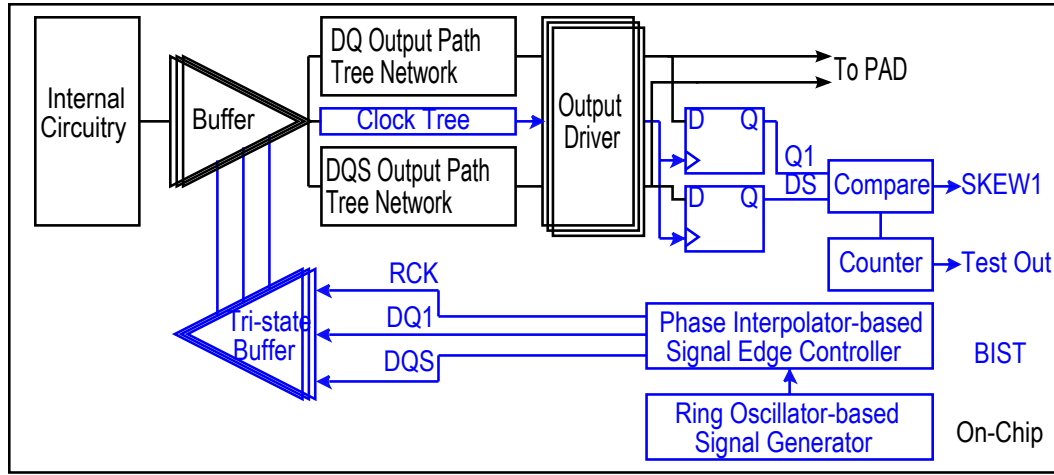 Internal
Circuitry
Buffer
DQ Output Path
Tree Network
Clock Tree
DQS Output Path
Tree Network
Output
Driver
To PAD
D Q
D Q
Q1
DS
Compare
SKEW1
Counter
Test Out
Tri-state
Buffer
RCK
DQ1
DQS
Phase Interpolator-based
Signal Edge Controller
BIST
Ring Oscillator-based
Signal Generator
On-Chip